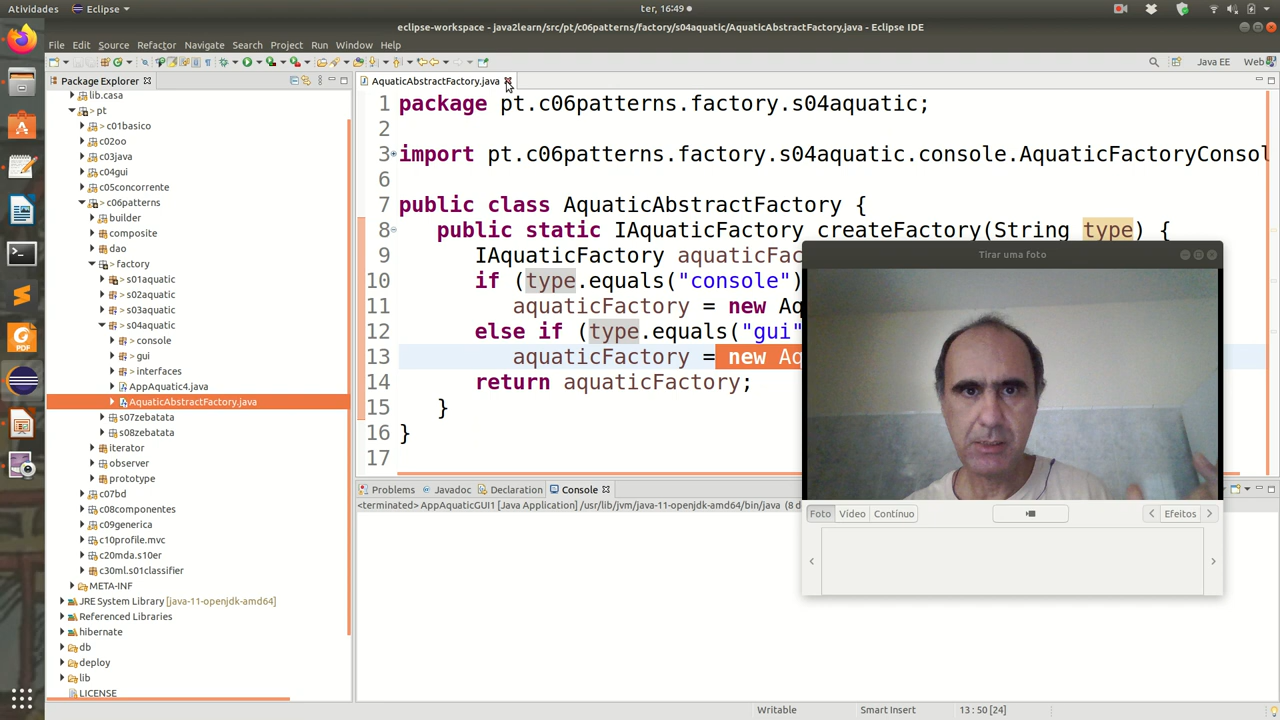 Atividades Eclipse ter, 16:49
eclipse-workspace - java2learn/src/pt/c06patterns/factory/s04aquatic/AquaticAbstractFactory.java - Eclipse IDE
File Edit Source Refactor Navigate Search Project Run Window Help
Java EE Web
Package Explorer
AquaticAbstractFactory.java
lib.casa
> pt
> c01basico
c02oo
c03java
c04gui
c05concorrente
> c06patterns
builder
composite
dao
> factory
> s01aquatic
> s02aquatic
> s03aquatic
> s04aquatic
> console
> gui
> interfaces
AppAquatic4.java
AquaticAbstractFactory.java
s07zebatata
s08zebatata
iterator
observer
prototype
c07bd
c08componentes
c09generica
c10profile.mvc
c20mda.s10er
c30ml.s01classifier
META-INF
JRE System Library [java-11-openjdk-amd64]
Referenced Libraries
hibernate
db
deploy
lib
LICENSE
1 package pt.c06patterns.factory.s04aquatic;
2
3 import pt.c06patterns.factory.s04aquatic.console.AquaticFactoryConsol
6
7 public class AquaticAbstractFactory {
8 public static IAquaticFactory createFactory(String type) {
9 IAquaticFactory aquaticFac
10 if (type.equals("console")
11 aquaticFactory = new Aq
12 else if (type.equals("gui"
13 aquaticFactory = new Aq
14 return aquaticFactory;
15 }
16 }
17
Tirar uma foto
Foto Vídeo Contínuo Efeitos
Problems Javadoc Declaration Console
<terminated> AppAquaticGUI1 [Java Application] /usr/lib/jvm/java-11-openjdk-amd64/bin/java (8 d
Writable Smart Insert 13 : 50 [24]